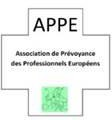 APPE
Association de Prévoyance
des Professionnels Européens